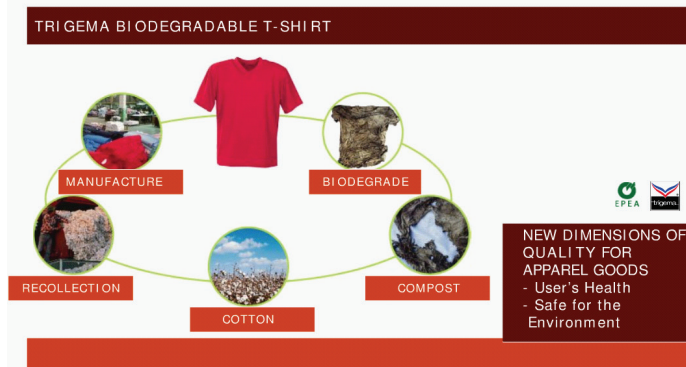 TRIGEMA BIODEGRADABLE T-SHIRT
MANUFACTURE
BIODEGRADE
RECOLLECTION
COMPOST
COTTON
EPEA
trigema
NEW DIMENSIONS OF
QUALITY FOR
APPAREL GOODS
- User's Health
- Safe for the
Environment